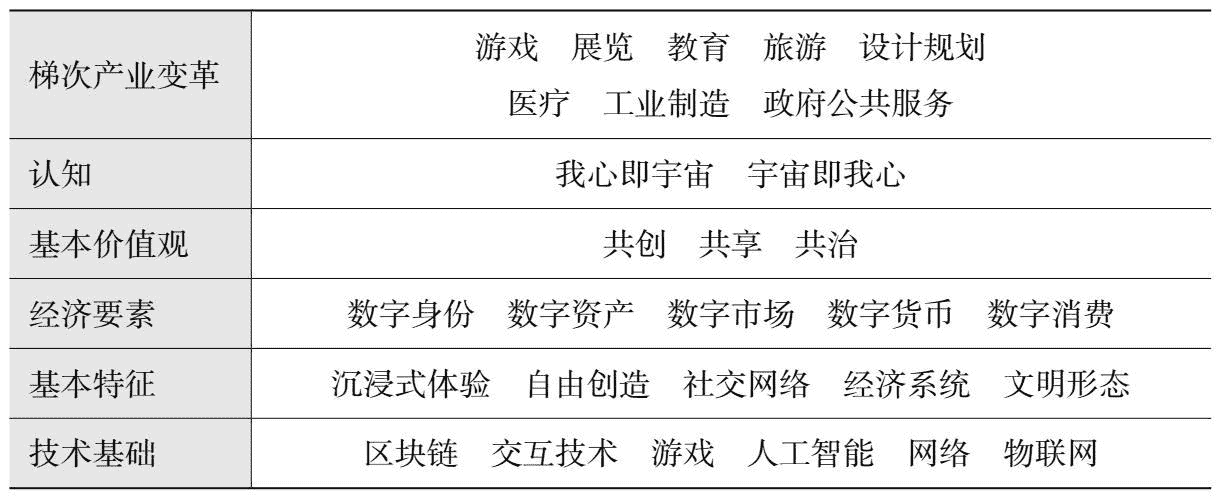 梯次产业变革
游戏 展览 教育 旅游 设计规划
医疗 工业制造 政府公共服务
认知
我心即宇宙 宇宙即我心
基本价值观
共创 共享 共治
经济要素
数字身份 数字资产 数字市场 数字货币 数字消费
基本特征
沉浸式体验 自由创造 社交网络 经济系统 文明形态
技术基础
区块链 交互技术 游戏 人工智能 网络 物联网